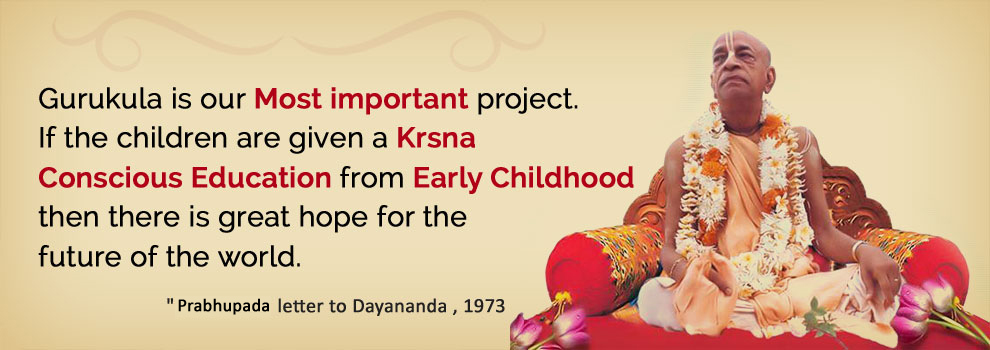 Gurukula is our Most important project.
If the children are given a Krsna
Conscious Education from Early Childhood
then there is great hope for the
future of the world.
" Prabhupada letter to Dayananda , 1973